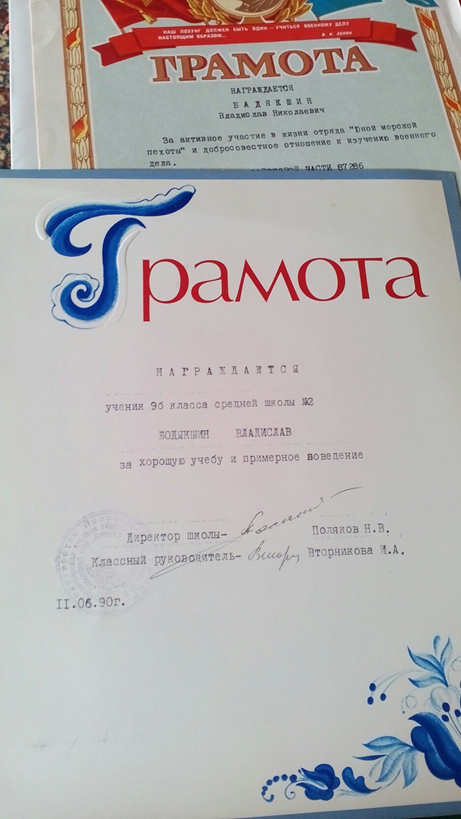 НАШ ЛОЗУНГ ДОЛЖЕН БЫТЬ ОДИН — УЧИТЬСЯ ВОЕННОМУ ДЕЛУ
НАСТОЯЩИМ ОБРАЗОМ...
В. И. ЛЕНИН
ГРАМОТА
НАГРАЖДАЕТСЯ
БАДЯКШИН
Владислав Николаевич
За активное участие в жизни отряда "Юной морской
пехоты" и добросовестное отношение к изучению военного
дела.
ЧАСТИ 87286
Грамота
НАГРАЖДАЕТСЯ
ученик 9б класса средней школы №2
БОДЯКШИН ВЛАДИСЛАВ
за хорошую учебу и примерное поведение
Директор школы- Поляков Н.В.
Классный руководитель- Вторникова И.А.
II.06.90г.